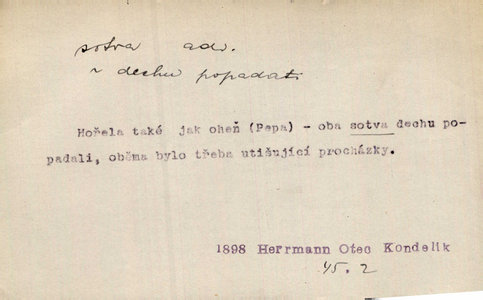 sotva adv.
~ dechu popadati
Hořela také jak oheň (Pepa) - oba sotva dechu po-
padali, oběma bylo třeba utišující procházky.
1898 Herrmann Otec Kondelik
45. 2